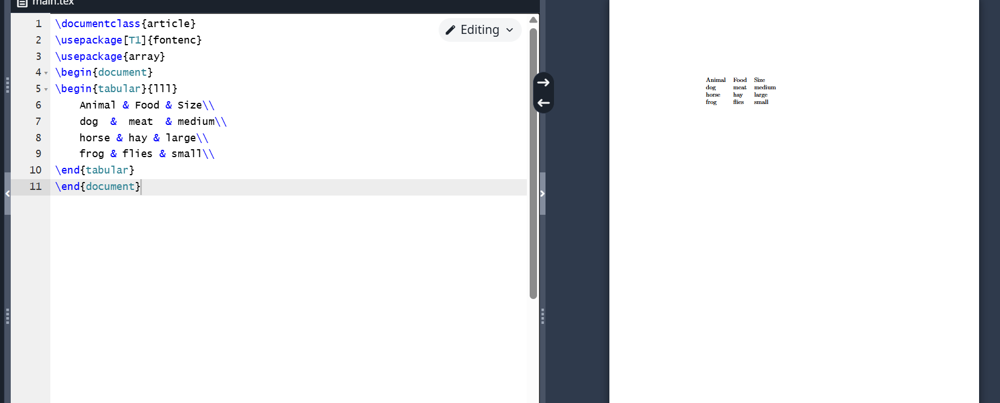 main.tex
Editing
1 \documentclass{article}
2 \usepackage[T1]{fontenc}
3 \usepackage{array}
4 \begin{document}
5 \begin{tabular}{lll}
6 Animal & Food & Size\\
7 dog & meat & medium\\
8 horse & hay & large\\
9 frog & flies & small\\
10 \end{tabular}
11 \end{document}
Animal Food Size
dog meat medium
horse hay large
frog flies small